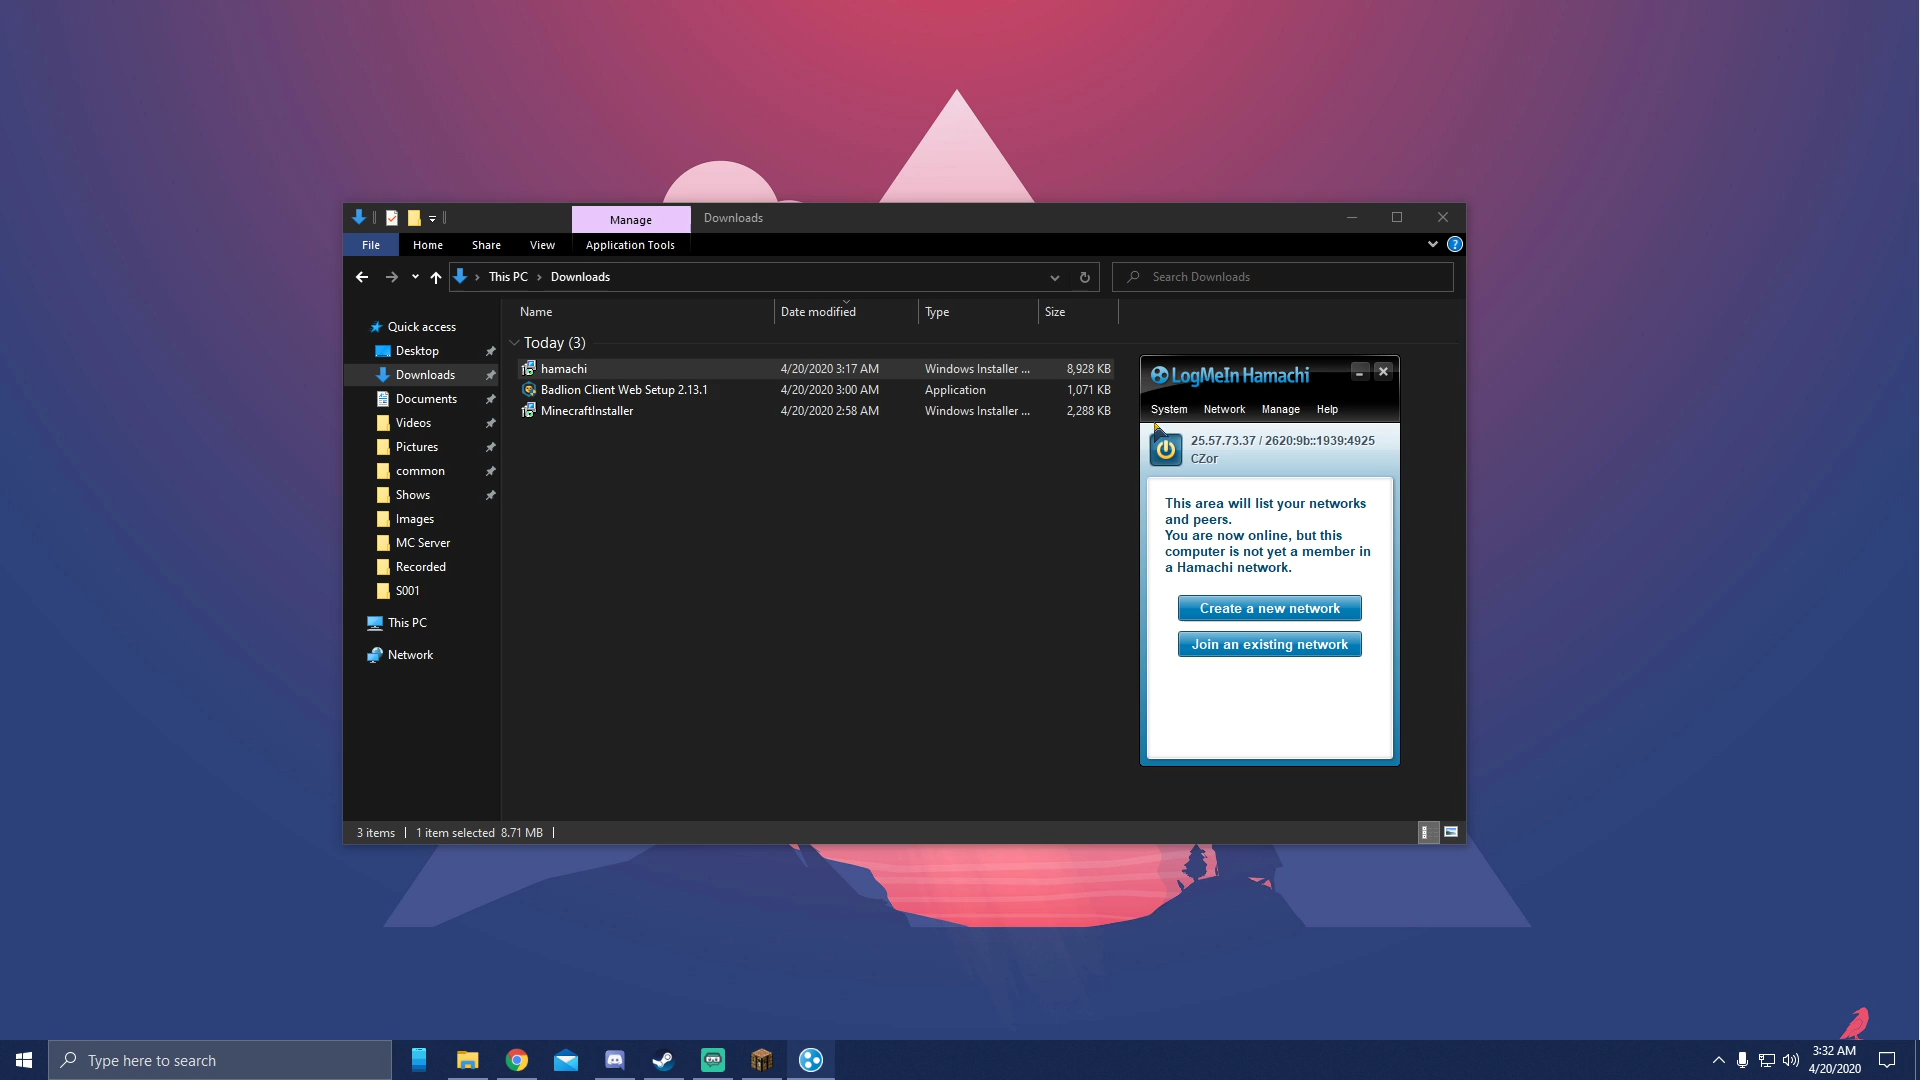 Manage
Downloads
File
Home
Share
View
Application Tools
?
This PC > Downloads
Search Downloads
Name
Date modified
Type
Size
Quick access
Desktop
Downloads
Documents
Videos
Pictures
common
Shows
Images
MC Server
Recorded
S001
This PC
Network
Today (3)
hamachi 4/20/2020 3:17 AM Windows Installer ... 8,928 KB
Badlion Client Web Setup 2.13.1 4/20/2020 3:00 AM Application 1,071 KB
MinecraftInstaller 4/20/2020 2:58 AM Windows Installer ... 2,288 KB
LogMeIn Hamachi
System Network Manage Help
25.57.73.37 / 2620:9b::1939:4925
CZor
This area will list your networks
and peers.
You are now online, but this
computer is not yet a member in
a Hamachi network.
Create a new network
Join an existing network
3 items
1 item selected 8.71 MB
Type here to search
3:32 AM
4/20/2020